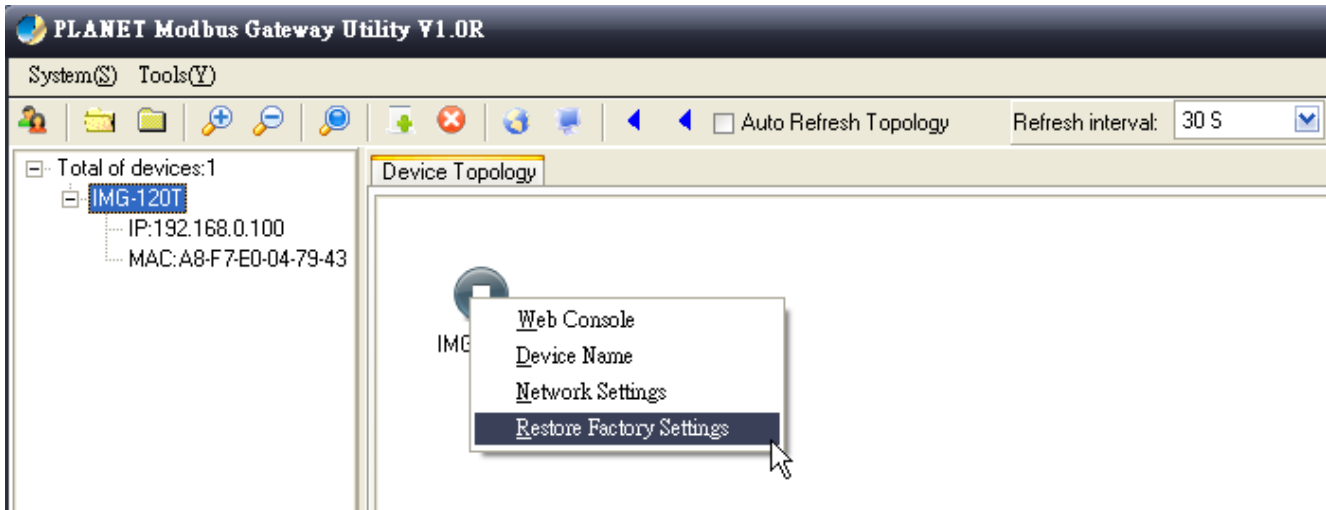 PLANET Modbus Gateway Utility V1.0R
System(S) Tools(Y)
Auto Refresh Topology Refresh interval: 30 S
Total of devices:1
IMG-120T
IP:192.168.0.100
MAC:A8-F7-E0-04-79-43
Device Topology
IMG
Web Console
Device Name
Network Settings
Restore Factory Settings